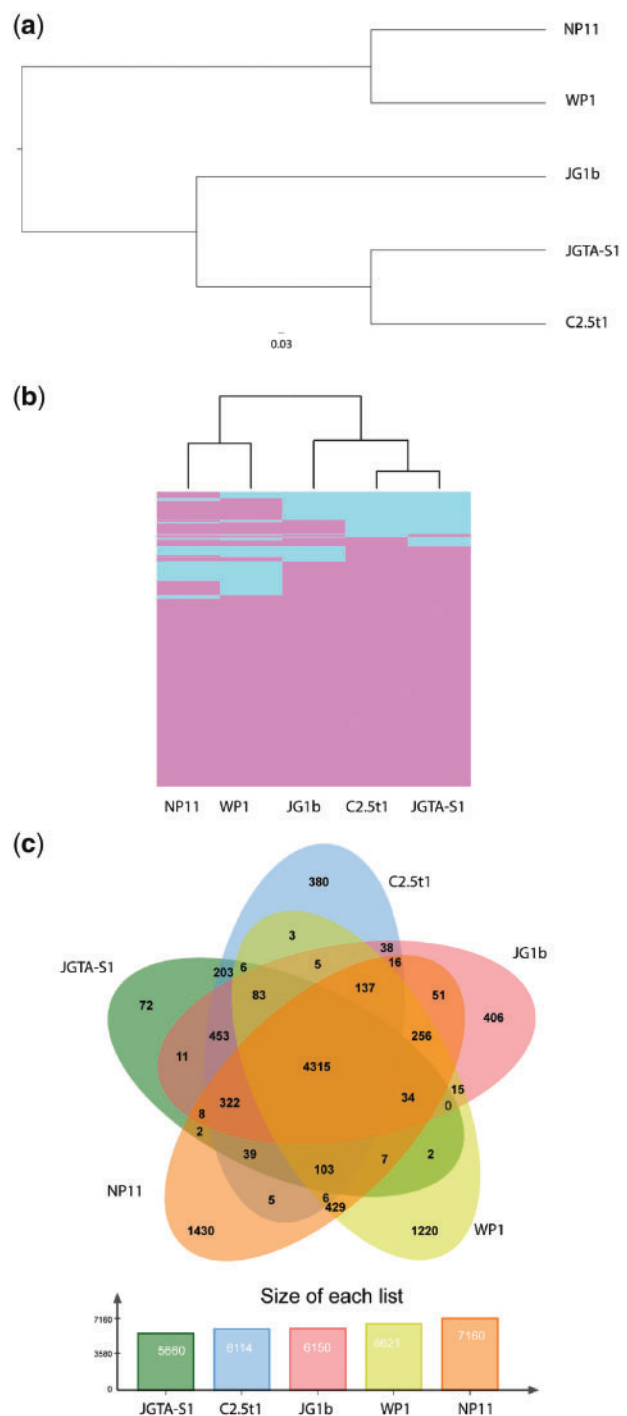 (a)
NP11
WP1
JG1b
JGTA-S1
C2.5t1
0.03
(b)
NP11 WP1 JG1b C2.5t1 JGTA-S1
(c)
380
C2.5t1
3
38
JG1b
JGTA-S1
203 6 5 16
72 83 137 51
406
453 256
11
4315
322 34 15
8 0
2
39 7 2
103
NP11
5 6
429
WP1
1430 1220
Size of each list
7160
3580
0
5660 6114 6150 6621 7160
JGTA-S1 C2.5t1 JG1b WP1 NP11